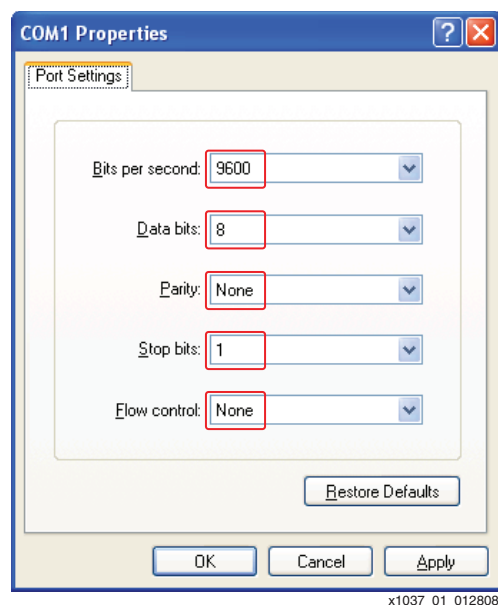 COM1 Properties
Port Settings
Bits per second: 9600
Data bits: 8
Parity: None
Stop bits: 1
Flow control: None
Restore Defaults
OK Cancel Apply
x1037_01_012808